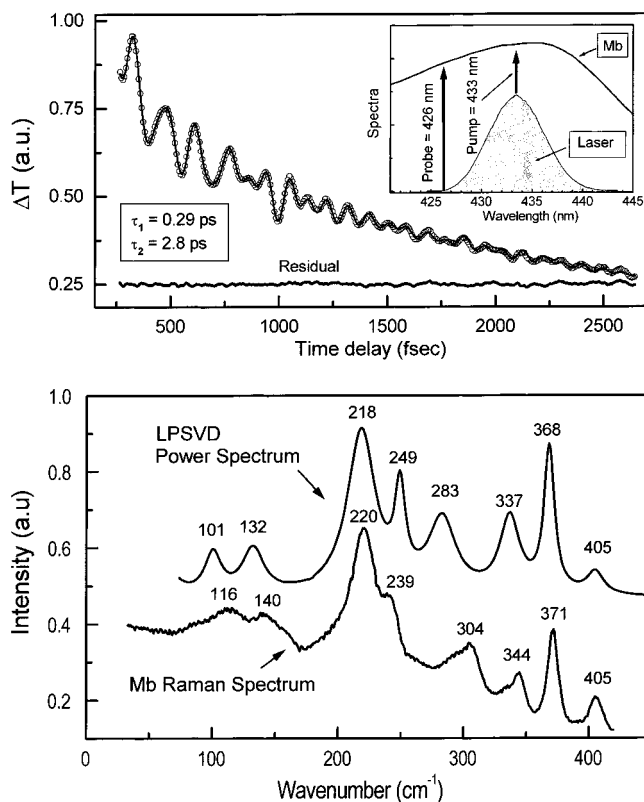 1.00
0.75
0.50
0.25
ΔT (a.u.)
τ1 = 0.29 ps
τ2 = 2.8 ps
Residual
500
1000
1500
2000
2500
Time delay (fsec)
Spectra
Probe = 426 nm
Pump = 433 nm
Mb
Laser
425
430
435
440
445
Wavelength (nm)
1.0
0.8
0.6
0.4
0.2
Intensity (a.u)
LPSVD
Power Spectrum
101
132
218
249
283
337
368
405
116
140
220
239
304
344
371
405
Mb Raman Spectrum
0
100
200
300
400
Wavenumber (cm-1)